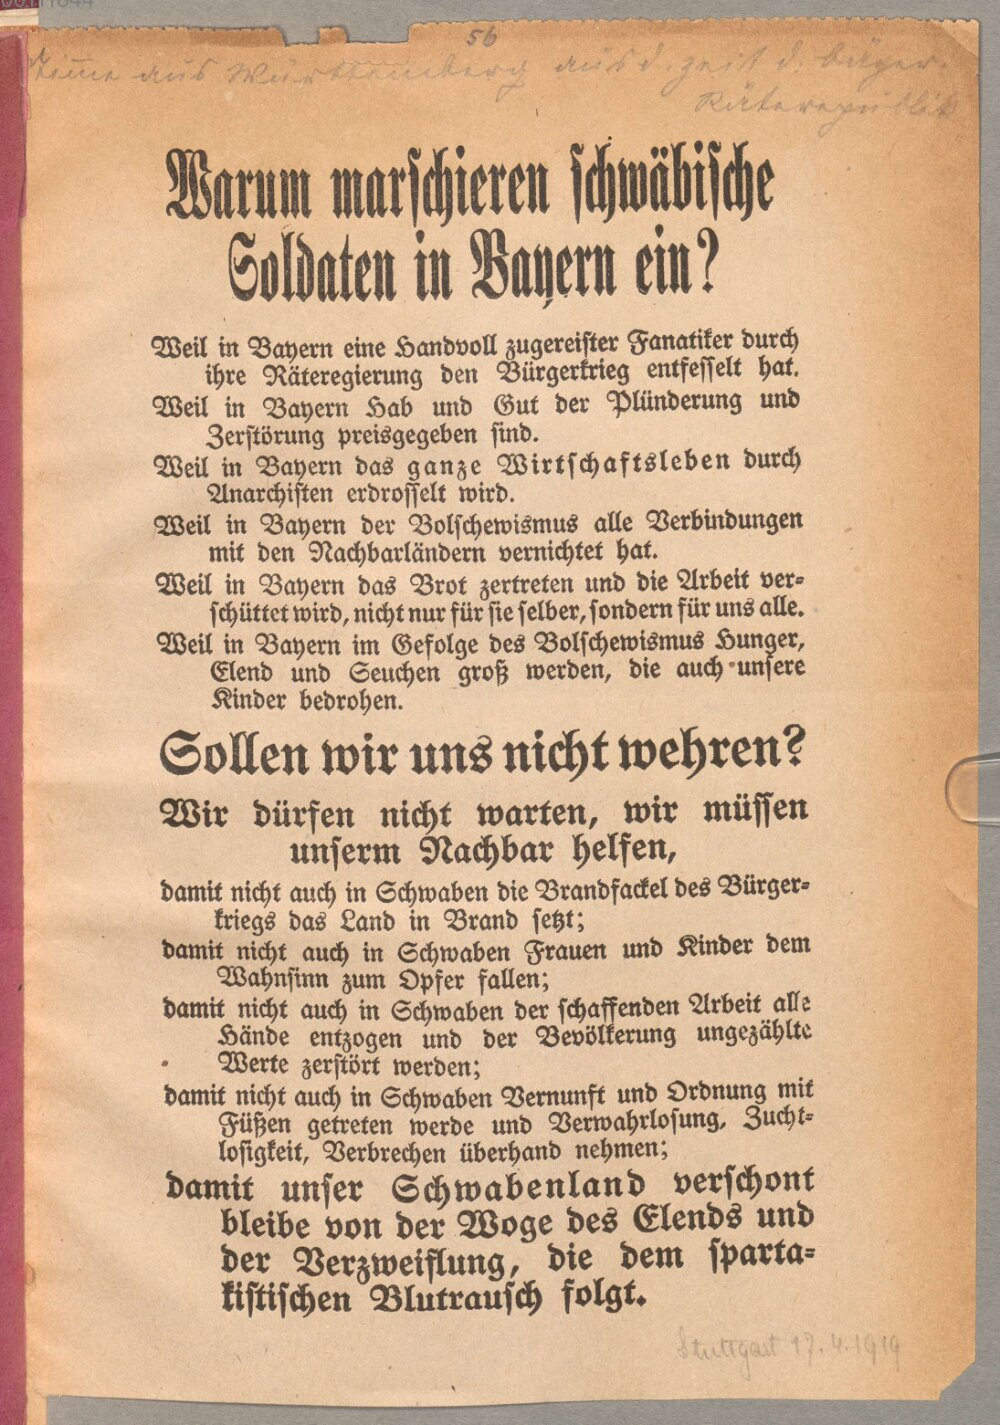 56
Stimme aus Württemberg aus d. Zeit d. bayer.
Räterepublik
Warum marschieren schwäbische
Soldaten in Bayern ein?
Weil in Bayern eine Handvoll zugereister Fanatiker durch
ihre Räteregierung den Bürgerkrieg entfesselt hat.
Weil in Bayern Hab und Gut der Plünderung und
Zerstörung preisgegeben sind.
Weil in Bayern das ganze Wirtschaftsleben durch
Anarchisten erdrosselt wird.
Weil in Bayern der Bolschewismus alle Verbindungen
mit den Nachbarländern vernichtet hat.
Weil in Bayern das Brot zertreten und die Arbeit ver-
schüttet wird, nicht nur für sie selber, sondern für uns alle.
Weil in Bayern im Gefolge des Bolschewismus Hunger,
Elend und Seuchen groß werden, die auch unsere
Kinder bedrohen.
Sollen wir uns nicht wehren?
Wir dürfen nicht warten, wir müssen
unserm Nachbar helfen,
damit nicht auch in Schwaben die Brandfackel des Bürger-
kriegs das Land in Brand setzt;
damit nicht auch in Schwaben Frauen und Kinder dem
Wahnsinn zum Opfer fallen;
damit nicht auch in Schwaben der schaffenden Arbeit alle
Hände entzogen und der Bevölkerung ungezählte
Werte zerstört werden;
damit nicht auch in Schwaben Vernunft und Ordnung mit
Füßen getreten werde und Verwahrlosung, Zucht-
losigkeit, Verbrechen überhand nehmen;
damit unser Schwabenland verschont
bleibe von der Woge des Elends und
der Verzweiflung, die dem sparta-
kistischen Blutrausch folgt.
Stuttgart 17.4.1919